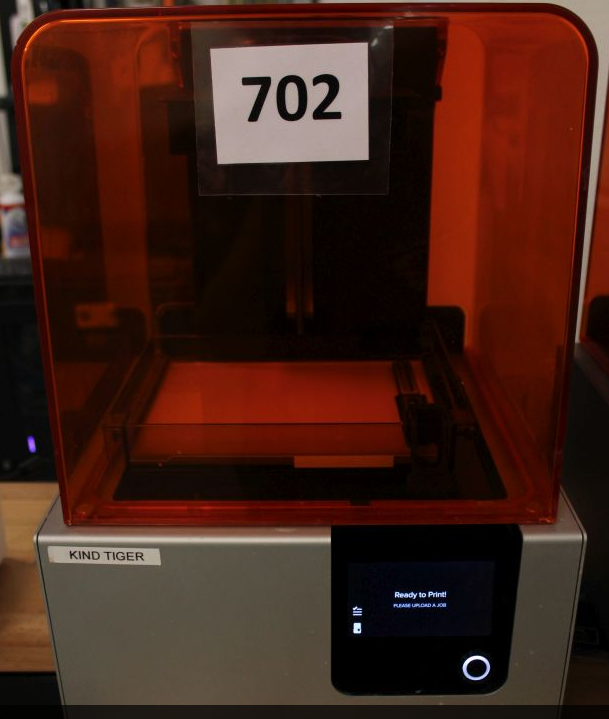 702
KIND TIGER
Ready to Print!
PLEASE UPLOAD A JOB